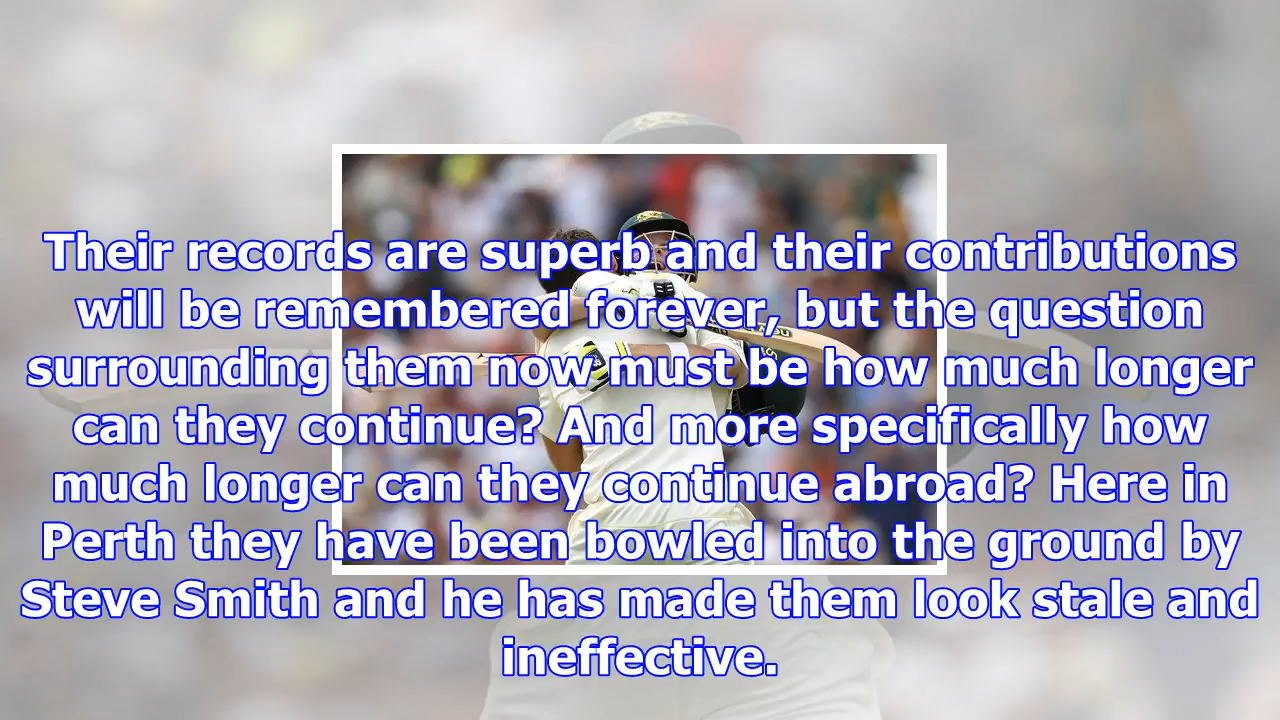 Their records are superb and their contributions
will be remembered forever, but the question
surrounding them now must be how much longer
can they continue? And more specifically how
much longer can they continue abroad? Here in
Perth they have been bowled into the ground by
Steve Smith and he has made them look stale and
ineffective.